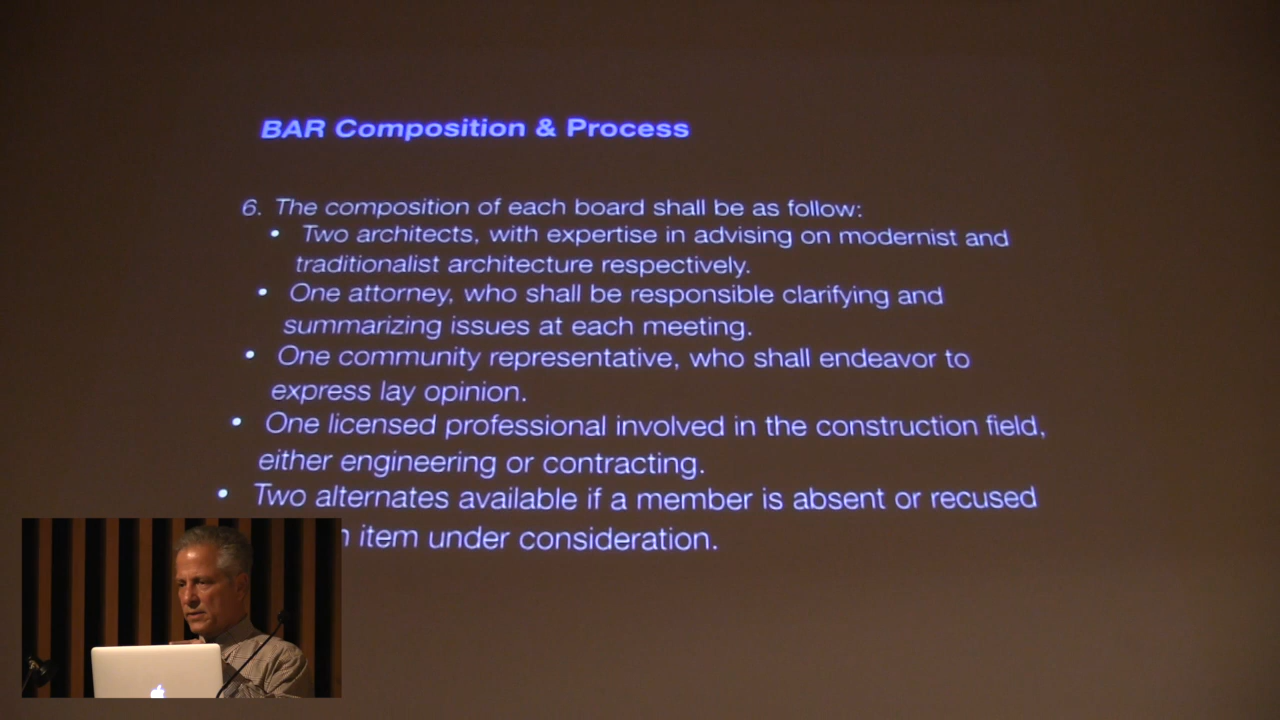 BAR Composition & Process
6. The composition of each board shall be as follow:
• Two architects, with expertise in advising on modernist and
traditionalist architecture respectively.
• One attorney, who shall be responsible clarifying and
summarizing issues at each meeting.
• One community representative, who shall endeavor to
express lay opinion.
• One licensed professional involved in the construction field,
either engineering or contracting.
• Two alternates available if a member is absent or recused
item under consideration.